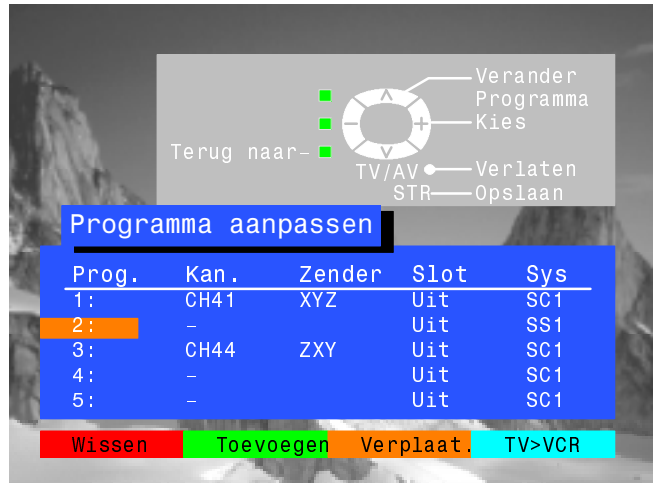 Verander
Programma
Kies
Terug naar–
TV/AV Verlaten
STR Opslaan
Programma aanpassen
Prog. Kan. Zender Slot Sys
1: CH41 XYZ Uit SC1
2: – Uit SS1
3: CH44 ZXY Uit SC1
4: – Uit SC1
5: – Uit SC1
Wissen Toevoegen Verplaat. TV>VCR